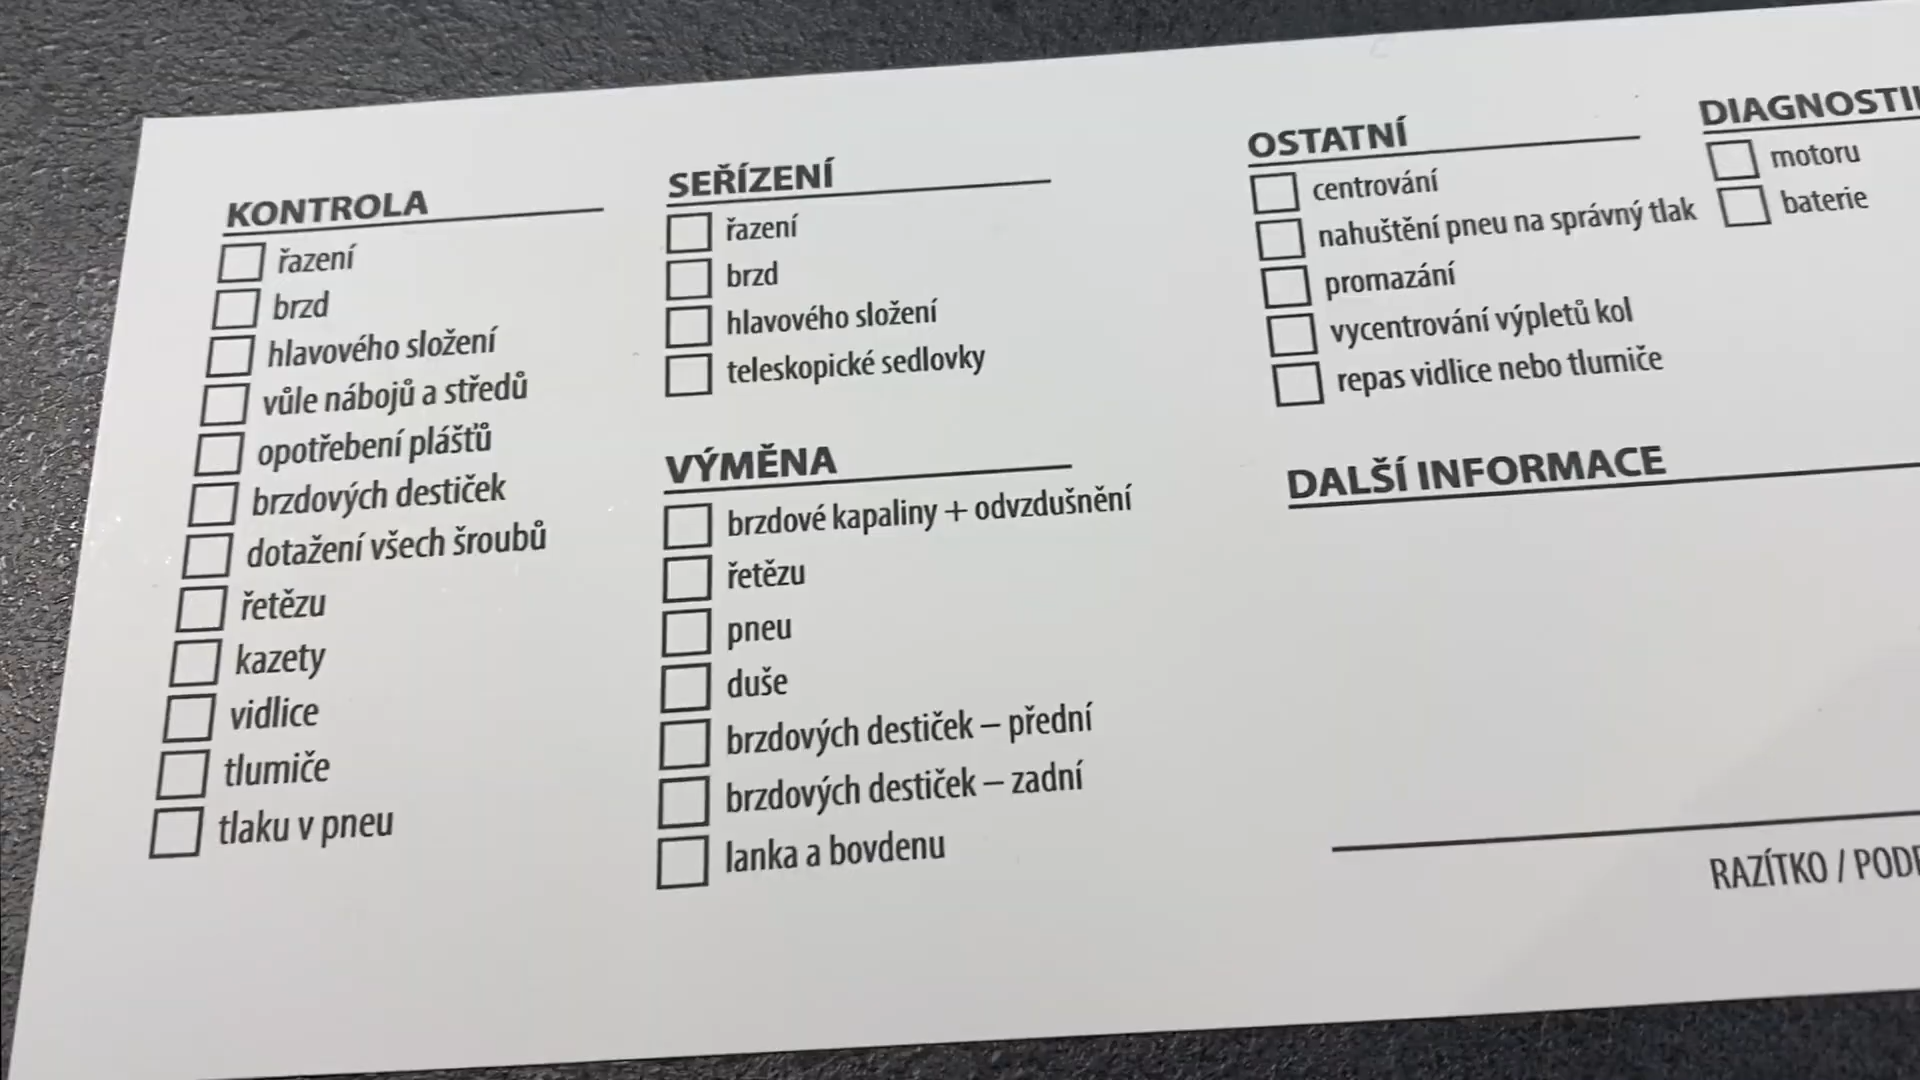 KONTROLA
řazení
brzd
hlavového složení
vůle nábojů a středů
opotřebení plášťů
brzdových destiček
dotažení všech šroubů
řetězu
kazety
vidlice
tlumiče
tlaku v pneu
SEŘÍZENÍ
řazení
brzd
hlavového složení
teleskopické sedlovky
VÝMĚNA
brzdové kapaliny + odvzdušnění
řetězu
pneu
duše
brzdových destiček – přední
brzdových destiček – zadní
lanka a bovdenu
OSTATNÍ
centrování
nahuštění pneu na správný tlak
promazání
vycentrování výpletů kol
repas vidlice nebo tlumiče
DIAGNOSTI
motoru
baterie
DALŠÍ INFORMACE
RAZÍTKO / POD